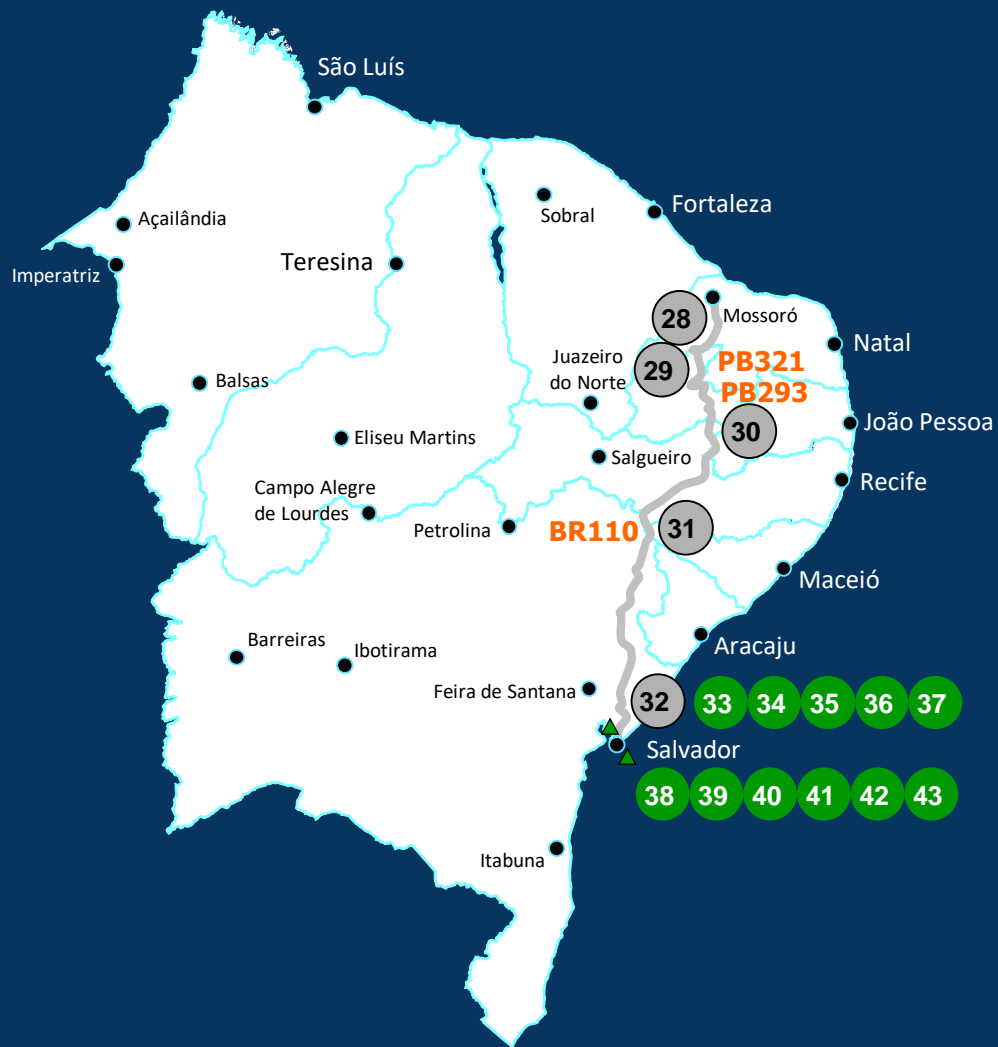 São Luís
Fortaleza
Sobral
Açailândia
Teresina
Imperatriz
28
Mossoró
Natal
Juazeiro
do Norte
29
PB321
PB293
Balsas
30
João Pessoa
Eliseu Martins
Salgueiro
Recife
Campo Alegre
de Lourdes
Petrolina
BR110
31
Maceió
Aracaju
Barreiras
Ibotirama
Feira de Santana
32 33 34 35 36 37
Salvador
38 39 40 41 42 43
Itabuna